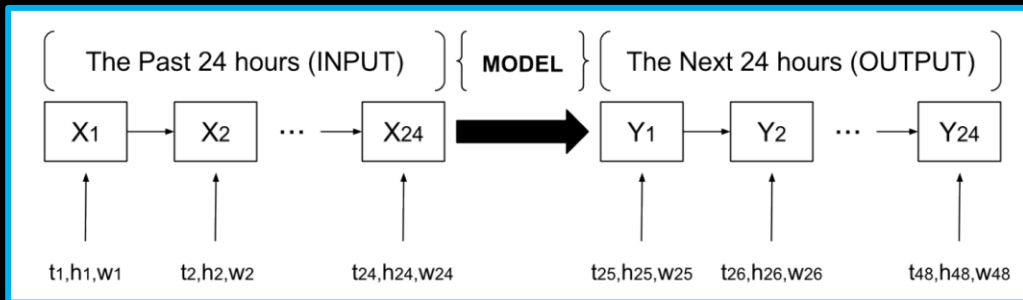 The Past 24 hours (INPUT) MODEL The Next 24 hours (OUTPUT)
X1 X2 ... X24 Y1 Y2 ... Y24
t1,h1,w1 t2,h2,w2 t24,h24,w24 t25,h25,w25 t26,h26,w26 t48,h48,w48